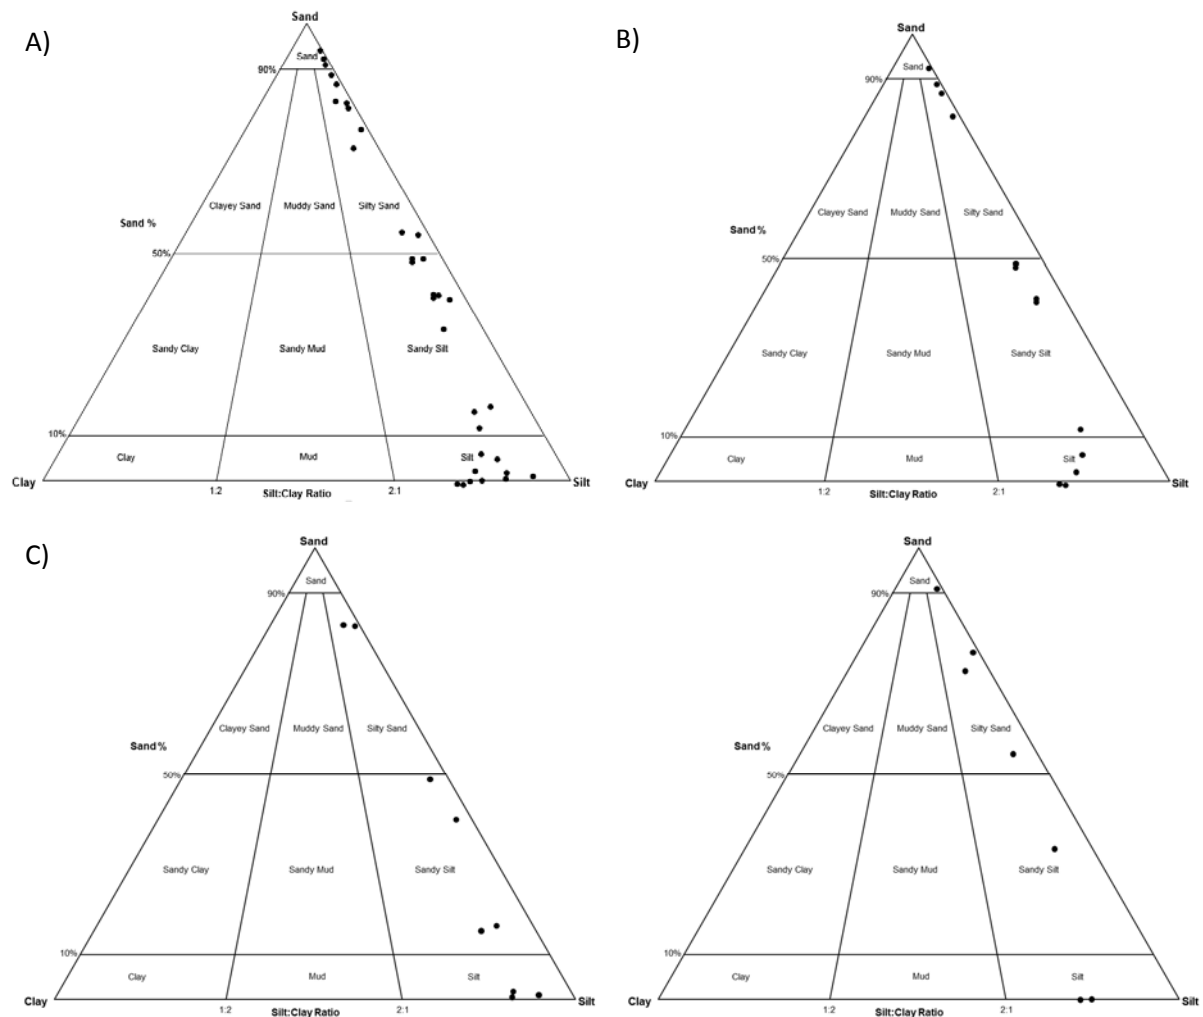 A)
Sand
Sand
90%
Clayey Sand
Muddy Sand
Silty Sand
Sand %
50%
Sandy Clay
Sandy Mud
Sandy Silt
10%
Clay
Mud
Silt
Clay
Silt
1:2
2:1
Silt:Clay Ratio
B)
Sand
Sand
90%
Clayey Sand
Muddy Sand
Silty Sand
Sand %
50%
Sandy Clay
Sandy Mud
Sandy Silt
10%
Clay
Mud
Silt
Clay
Silt
1:2
2:1
Silt:Clay Ratio
C)
Sand
Sand
90%
Clayey Sand
Muddy Sand
Silty Sand
Sand %
50%
Sandy Clay
Sandy Mud
Sandy Silt
10%
Clay
Mud
Silt
Clay
Silt
1:2
2:1
Silt:Clay Ratio
Sand
Sand
90%
Clayey Sand
Muddy Sand
Silty Sand
Sand %
50%
Sandy Clay
Sandy Mud
Sandy Silt
10%
Clay
Mud
Silt
Clay
Silt
1:2
2:1
Silt:Clay Ratio